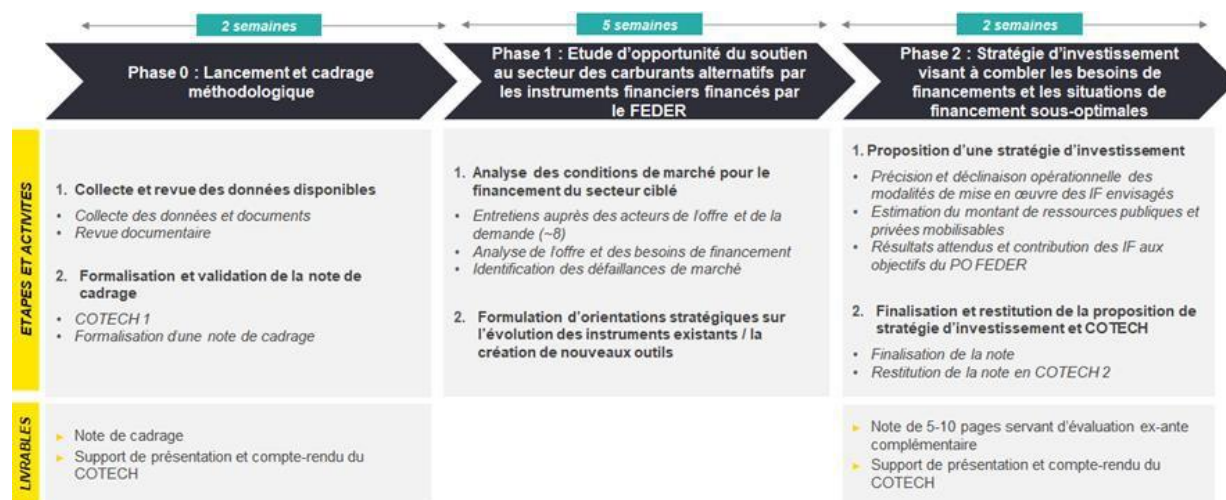 2 semaines
5 semaines
2 semaines
Phase 0 : Lancement et cadrage
méthodologique
Phase 1 : Etude d'opportunité du soutien
au secteur des carburants alternatifs par
les instruments financiers financés par
le FEDER
Phase 2 : Stratégie d'investissement
visant à combler les besoins de
financements et les situations de
financement sous-optimales
ETAPES ET ACTIVITÉS
1. Collecte et revue des données disponibles
• Collecte des données et documents
• Revue documentaire
2. Formalisation et validation de la note de
cadrage
• COTECH 1
• Formalisation d'une note de cadrage
1. Analyse des conditions de marché pour le
financement du secteur ciblé
• Entretiens auprès des acteurs de l'offre et de la
demande (~8)
• Analyse de l'offre et des besoins de financement
• Identification des défaillances de marché
2. Formulation d'orientations stratégiques sur
l'évolution des instruments existants / la
création de nouveaux outils
1. Proposition d'une stratégie d'investissement
• Précision et déclinaison opérationnelle des
modalités de mise en œuvre des IF envisagés
• Estimation du montant de ressources publiques et
privées mobilisables
• Résultats attendus et contribution des IF aux
objectifs du PO FEDER
2. Finalisation et restitution de la proposition de
stratégie d'investissement et COTECH
• Finalisation de la note
• Restitution de la note en COTECH 2
LIVRABLES
► Note de cadrage
► Support de présentation et compte-rendu du
COTECH
► Note de 5-10 pages servant d'évaluation ex-ante
complémentaire
► Support de présentation et compte-rendu du
COTECH